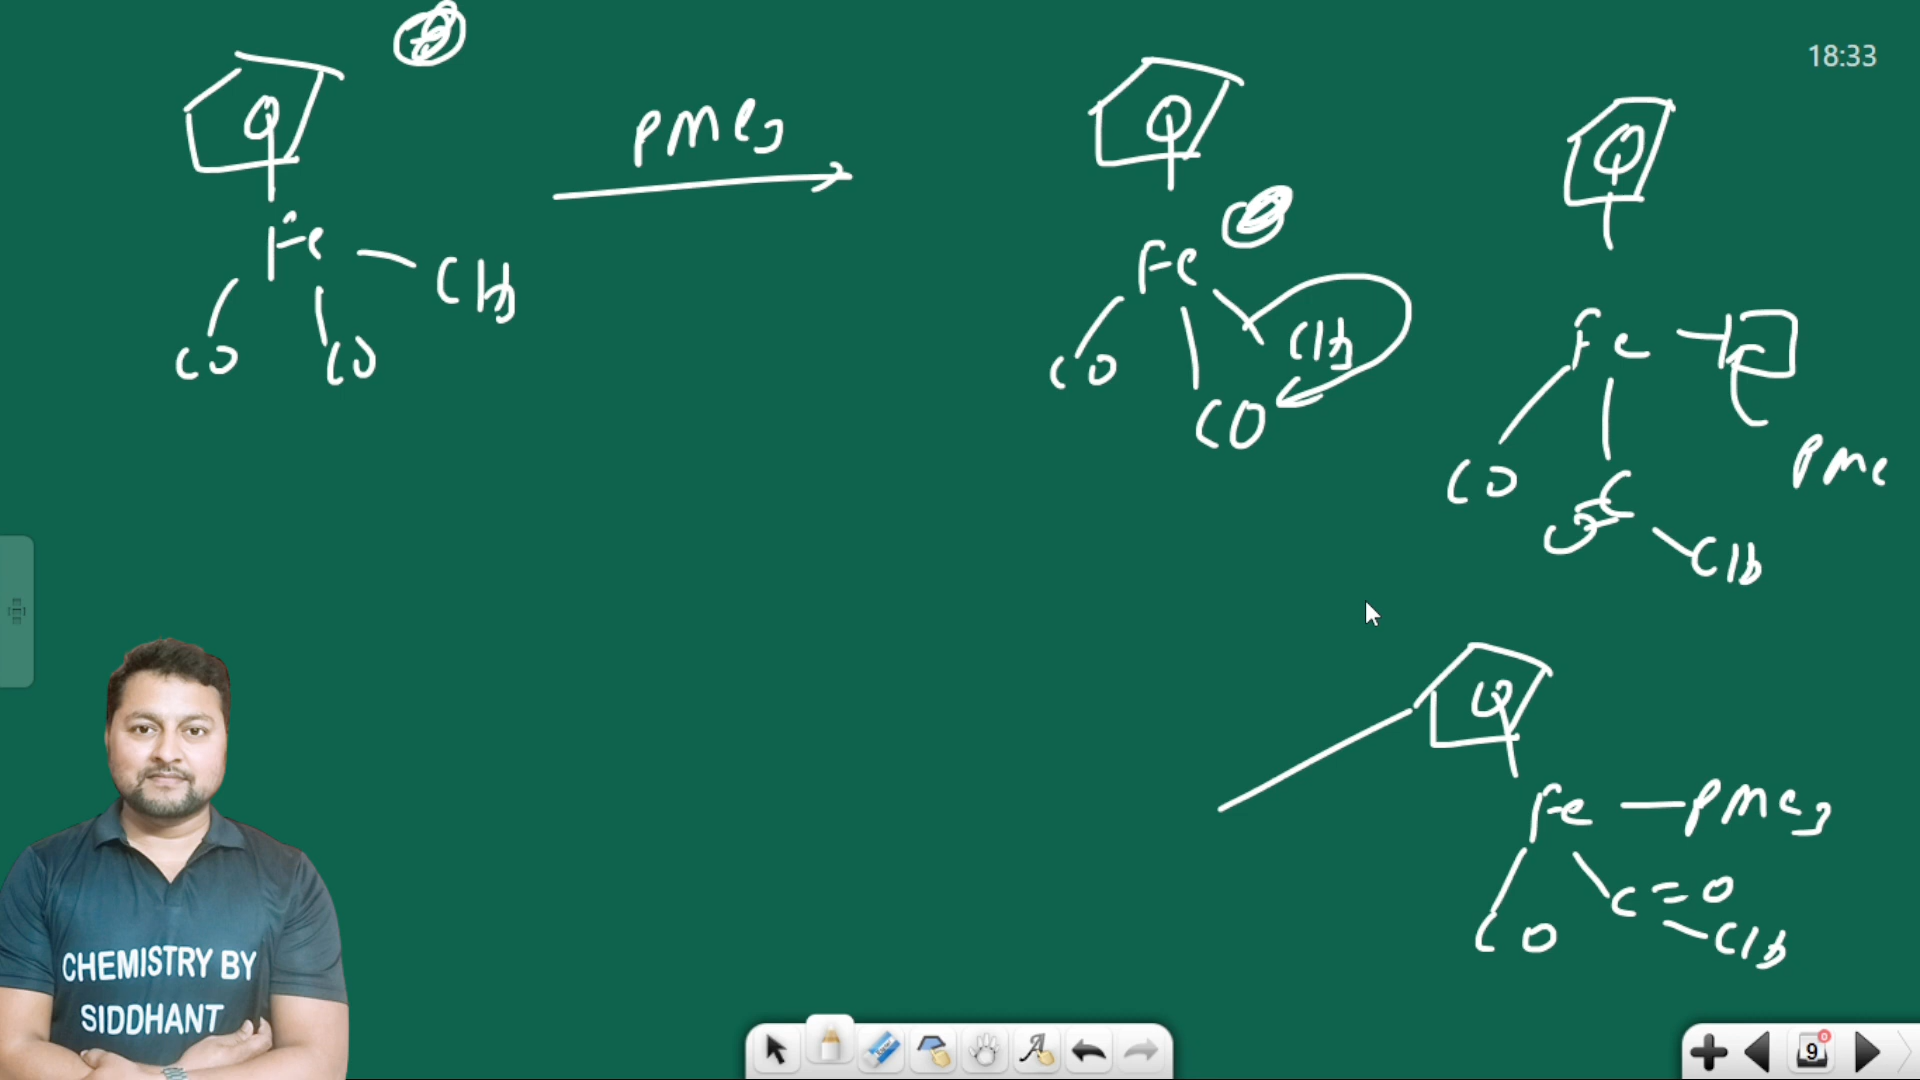 18:33
PMe3
Fe
CH3
CO
CO
Fe
CH3
CO
CO
Fe
CO
C
O
CH3
PMe
Fe
PMe3
C=O
CO
CH3
CHEMISTRY BY
SIDDHANT
9
0